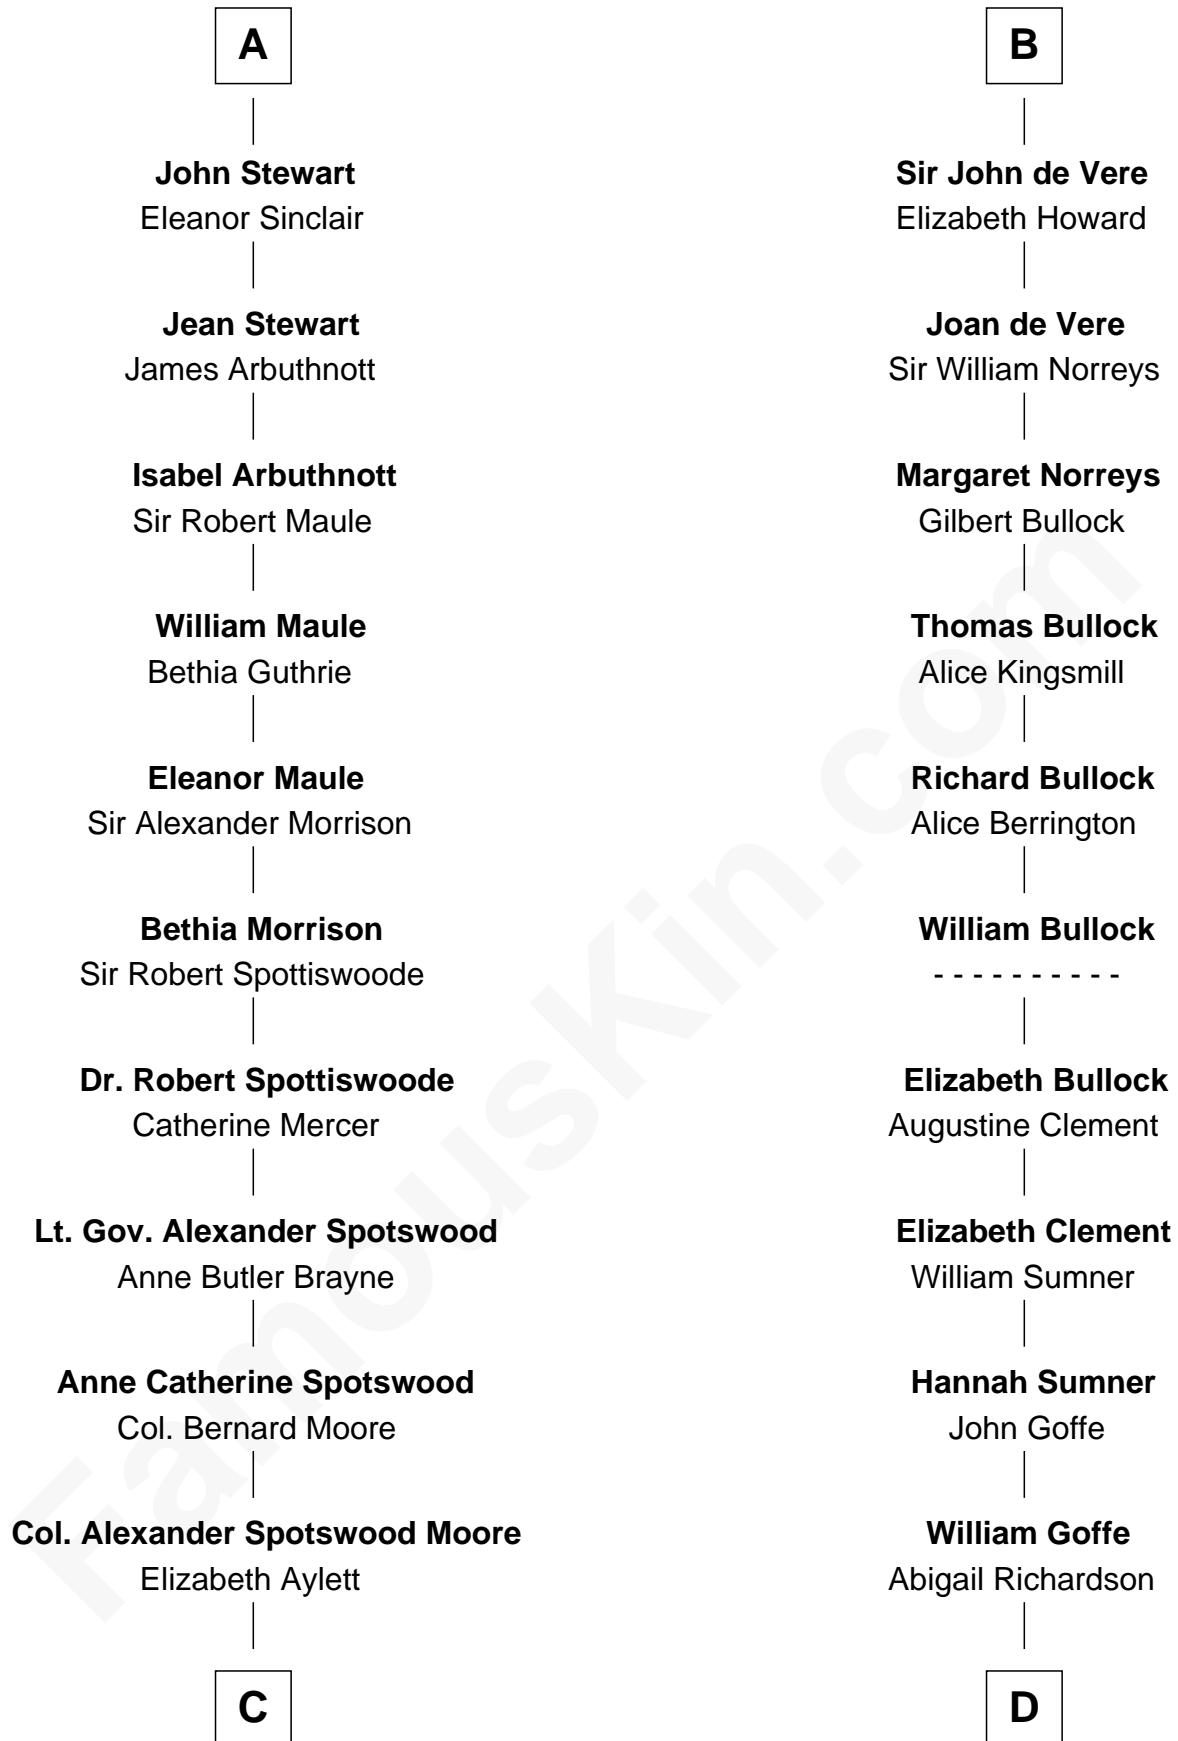 A
John Stewart
Eleanor Sinclair
Jean Stewart
James Arbuthnott
Isabel Arbuthnott
Sir Robert Maule
William Maule
Bethia Guthrie
Eleanor Maule
Sir Alexander Morrison
Bethia Morrison
Sir Robert Spottiswoode
Dr. Robert Spottiswoode
Catherine Mercer
Lt. Gov. Alexander Spotswood
Anne Butler Brayne
Anne Catherine Spotswood
Col. Bernard Moore
Col. Alexander Spotswood Moore
Elizabeth Aylett
C
B
Sir John de Vere
Elizabeth Howard
Joan de Vere
Sir William Norreys
Margaret Norreys
Gilbert Bullock
Thomas Bullock
Alice Kingsmill
Richard Bullock
Alice Berrington
William Bullock
- - - - - - - - - -
Elizabeth Bullock
Augustine Clement
Elizabeth Clement
William Sumner
Hannah Sumner
John Goffe
William Goffe
Abigail Richardson
D
FamousKin.com